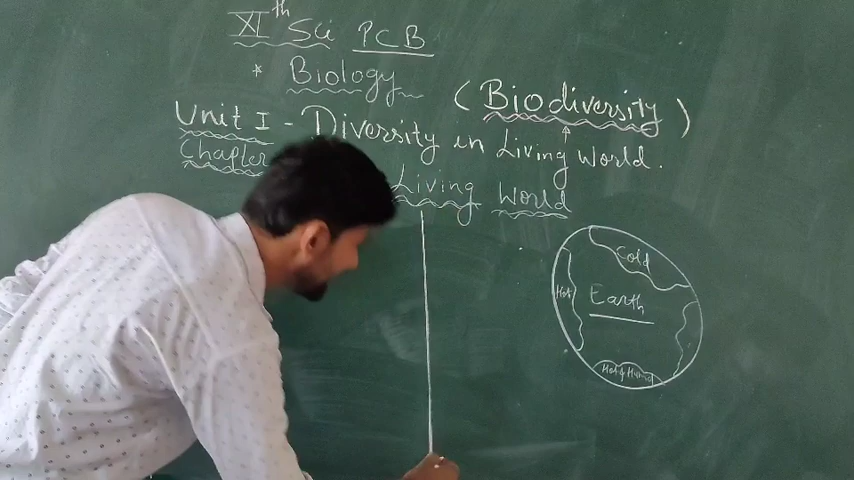 XIth Sci PCB
* Biology
(Biodiversity)
Unit I - Diversity in Living World.
Chapter
Living World
Cold
Hot
Earth
Hot & Humid